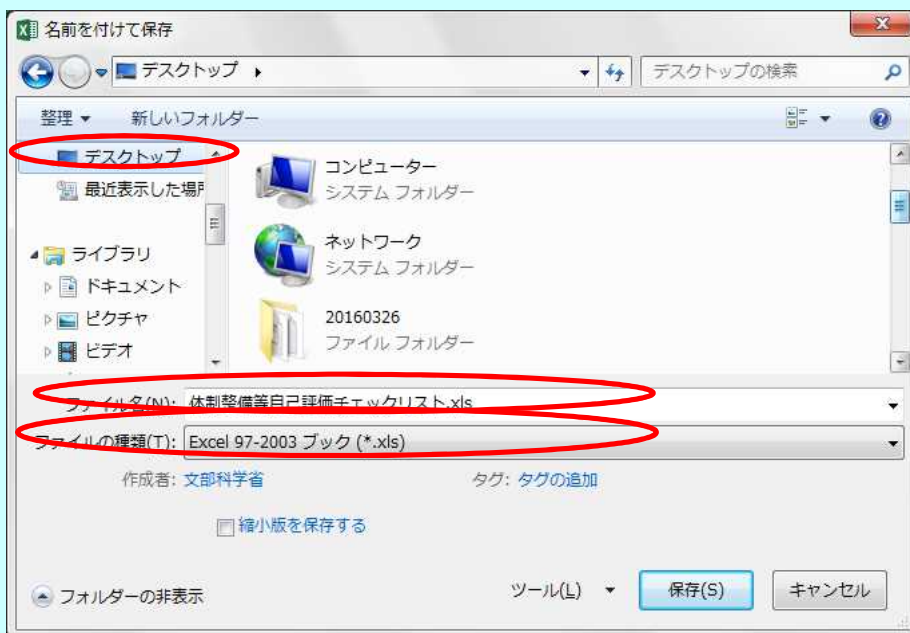 名前を付けて保存
デスクトップ
デスクトップの検索
整理
新しいフォルダー
デスクトップ
最近表示した場所
ライブラリ
ドキュメント
ピクチャ
ビデオ
コンピューター
システム フォルダー
ネットワーク
システム フォルダー
20160326
ファイル フォルダー
ファイル名(N): 体制整備等自己評価チェックリスト.xls
ファイルの種類(T): Excel 97-2003 ブック (*.xls)
作成者: 文部科学省 タグ: タグの追加
縮小版を保存する
フォルダーの非表示 ツール(L) 保存(S) キャンセル